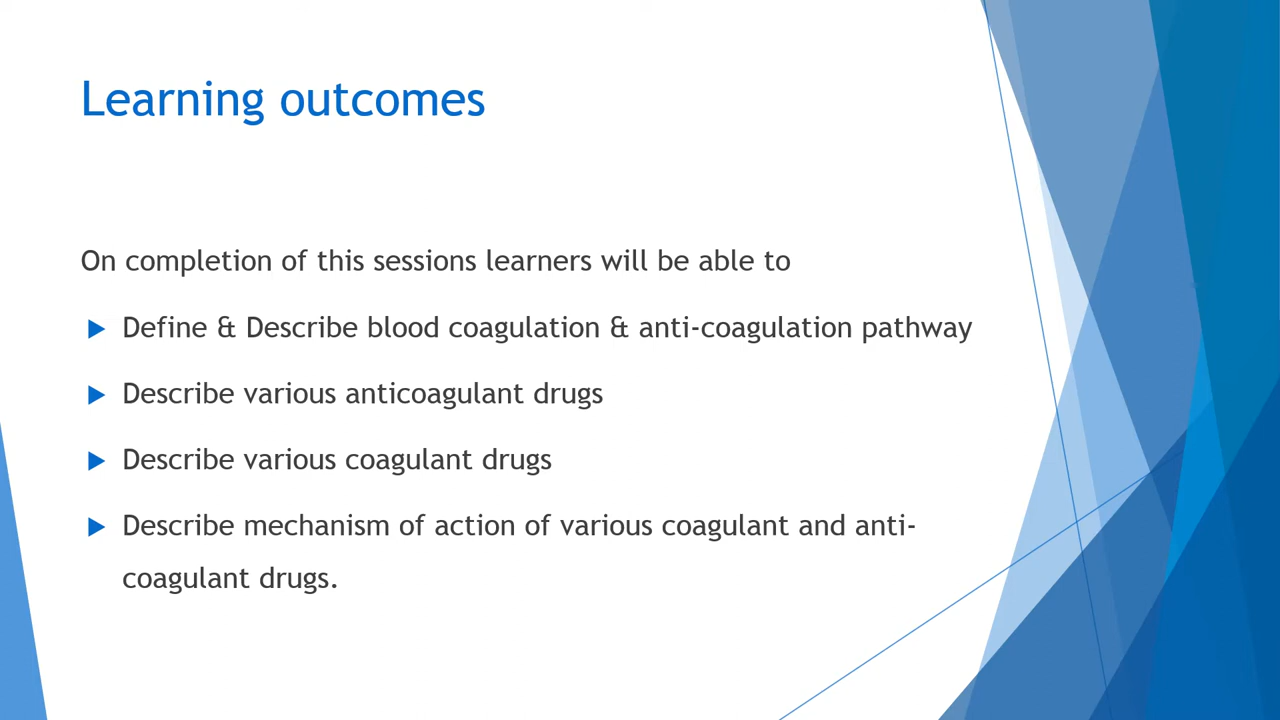 Learning outcomes
On completion of this sessions learners will be able to
Define & Describe blood coagulation & anti-coagulation pathway
Describe various anticoagulant drugs
Describe various coagulant drugs
Describe mechanism of action of various coagulant and anti-
coagulant drugs.